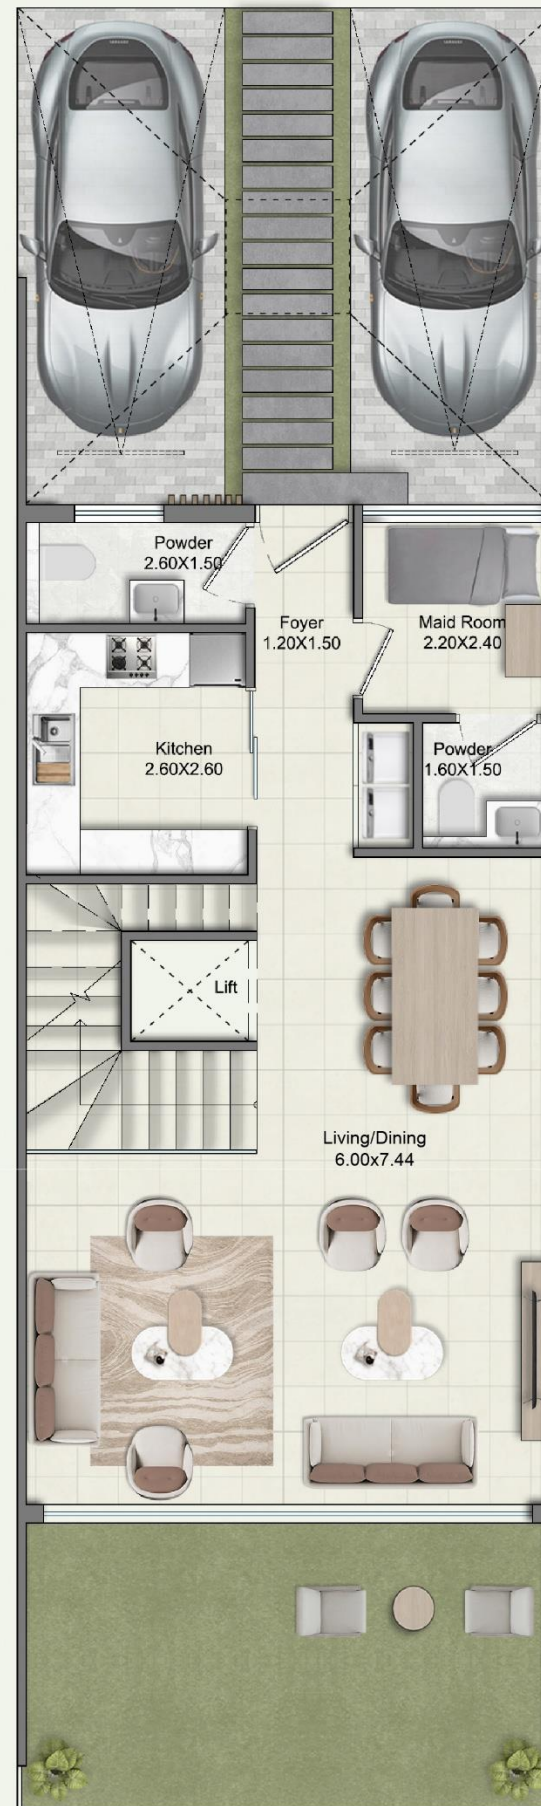 Powder
2.60X1.50
Foyer
1.20X1.50
Maid Room
2.20X2.40
Kitchen
2.60X2.60
Powder
1.60X1.50
Lift
Living/Dining
6.00x7.44